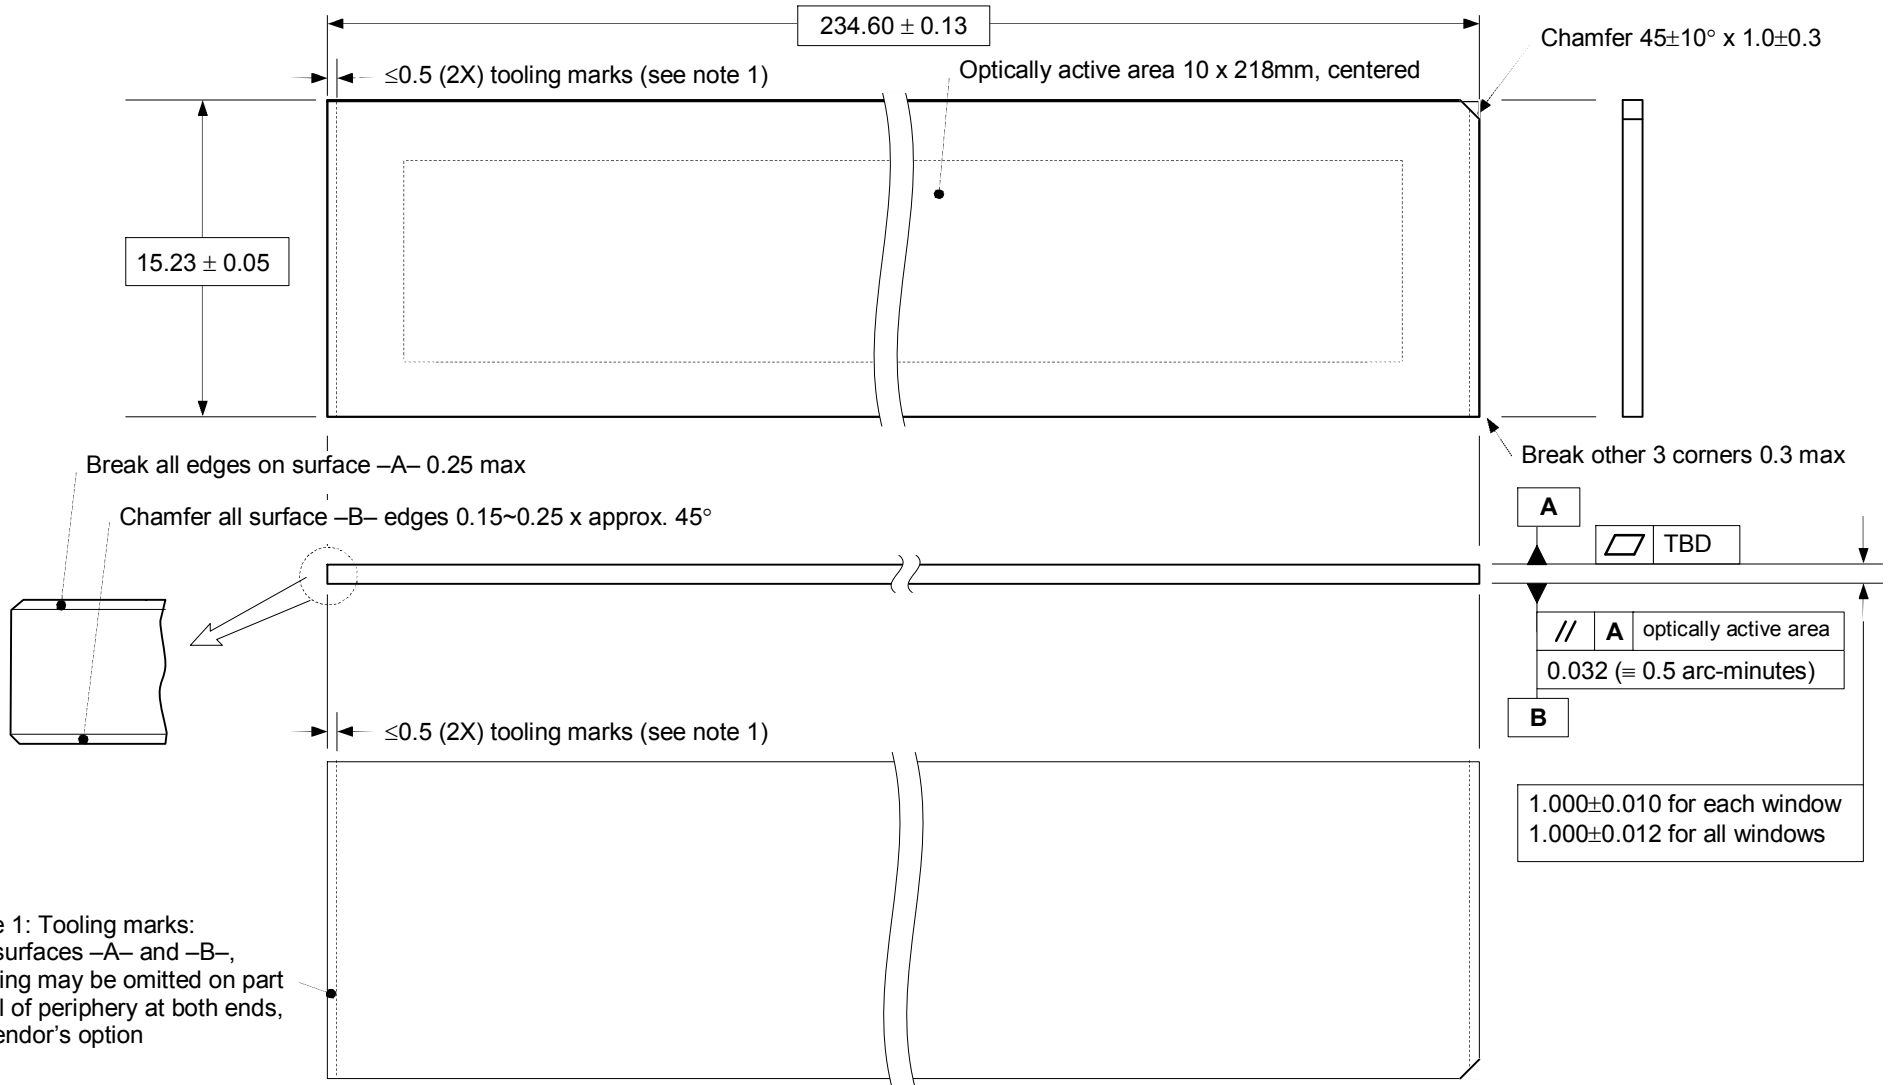 234.60 ± 0.13
Chamfer 45±10° x 1.0±0.3
≤0.5 (2X) tooling marks (see note 1)
Optically active area 10 x 218mm, centered
15.23 ± 0.05
Break all edges on surface –A– 0.25 max
Break other 3 corners 0.3 max
Chamfer all surface –B– edges 0.15~0.25 x approx. 45°
A
TBD
// A optically active area
0.032 (≡ 0.5 arc-minutes)
B
≤0.5 (2X) tooling marks (see note 1)
1.000±0.010 for each window
1.000±0.012 for all windows
1: Tooling marks:
surfaces –A– and –B–,
may be omitted on part
of periphery at both ends,
option